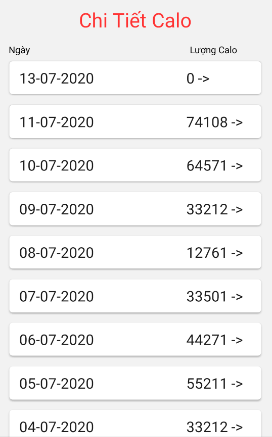 Chi Tiết Calo
Ngày Lượng Calo
13-07-2020 0 ->
11-07-2020 74108 ->
10-07-2020 64571 ->
09-07-2020 33212 ->
08-07-2020 12761 ->
07-07-2020 33501 ->
06-07-2020 44271 ->
05-07-2020 55211 ->
04-07-2020 33212 ->